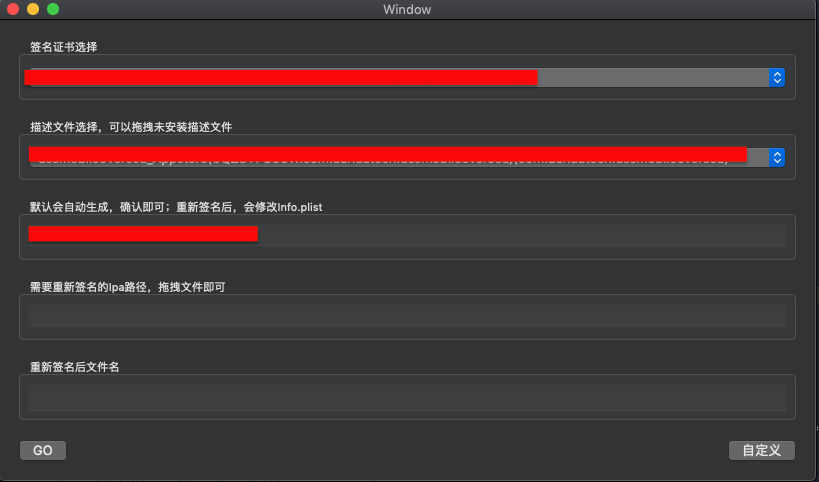 Window
签名证书选择
描述文件选择，可以拖拽未安装描述文件
默认会自动生成，确认即可；重新签名后，会修改Info.plist
需要重新签名的Ipa路径，拖拽文件即可
重新签名后文件名
GO
自定义